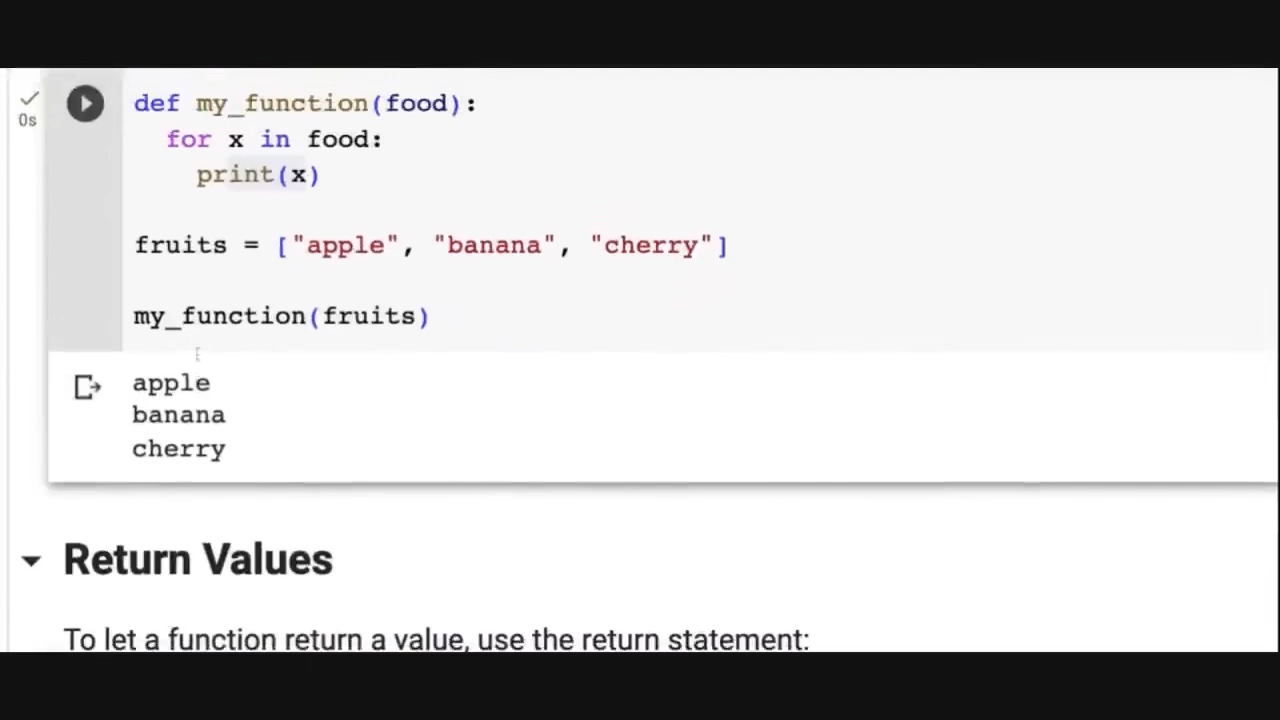 def my_function(food):
0s
  for x in food:
    print(x)
fruits = ["apple", "banana", "cherry"]
my_function(fruits)
apple
banana
cherry
Return Values
To let a function return a value, use the return statement: